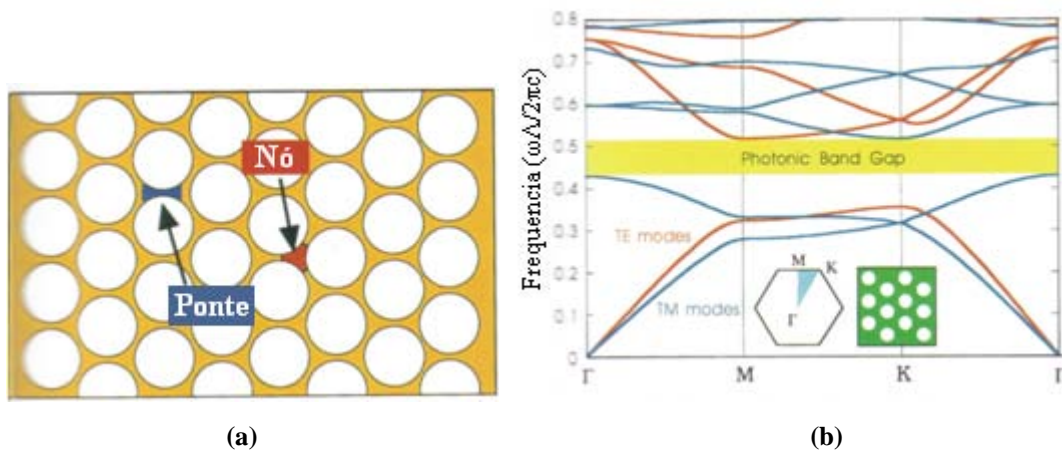 Nó
Ponte
(a)
b)
Frequencia (ωΛ/2πc)
0.8
0.7
0.6
0.5
0.4
0.3
0.2
0.1
0
Photonic Band Gap
TE modes
TM modes
M
K
Γ
Γ
M
K
Γ
(b)